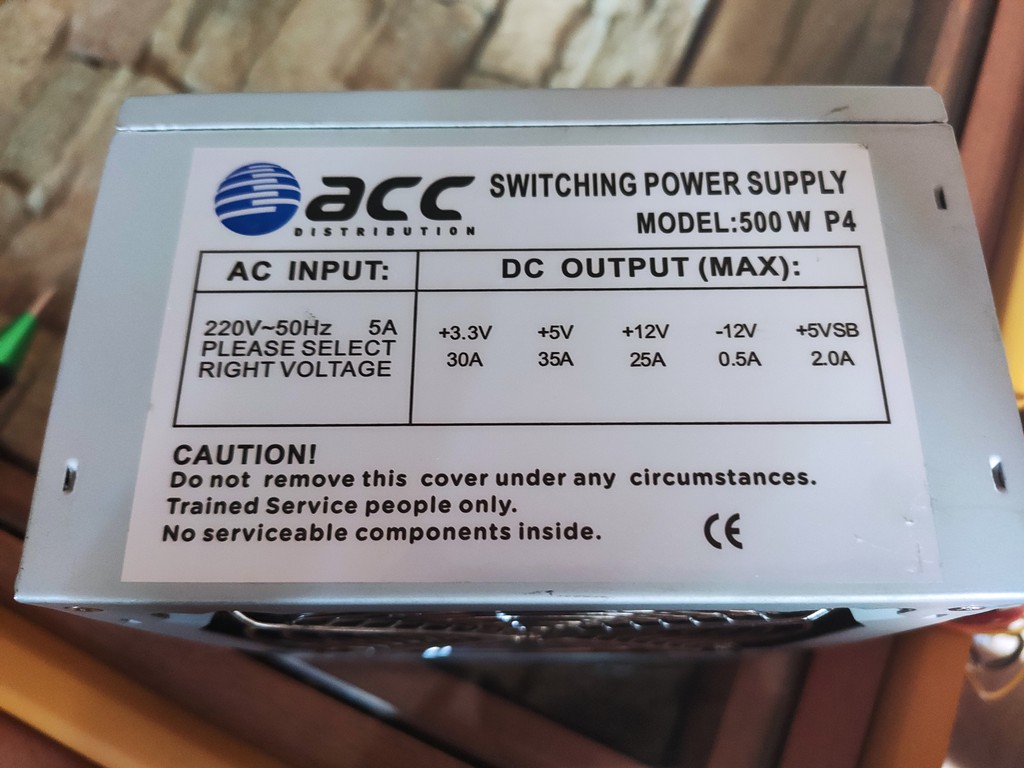 acc
DISTRIBUTION
SWITCHING POWER SUPPLY
MODEL:500 W P4
AC INPUT:
220V~50Hz 5A
PLEASE SELECT
RIGHT VOLTAGE
DC OUTPUT (MAX):
+3.3V +5V +12V -12V +5VSB
30A 35A 25A 0.5A 2.0A
CAUTION!
Do not remove this cover under any circumstances.
Trained Service people only.
No serviceable components inside.
CE